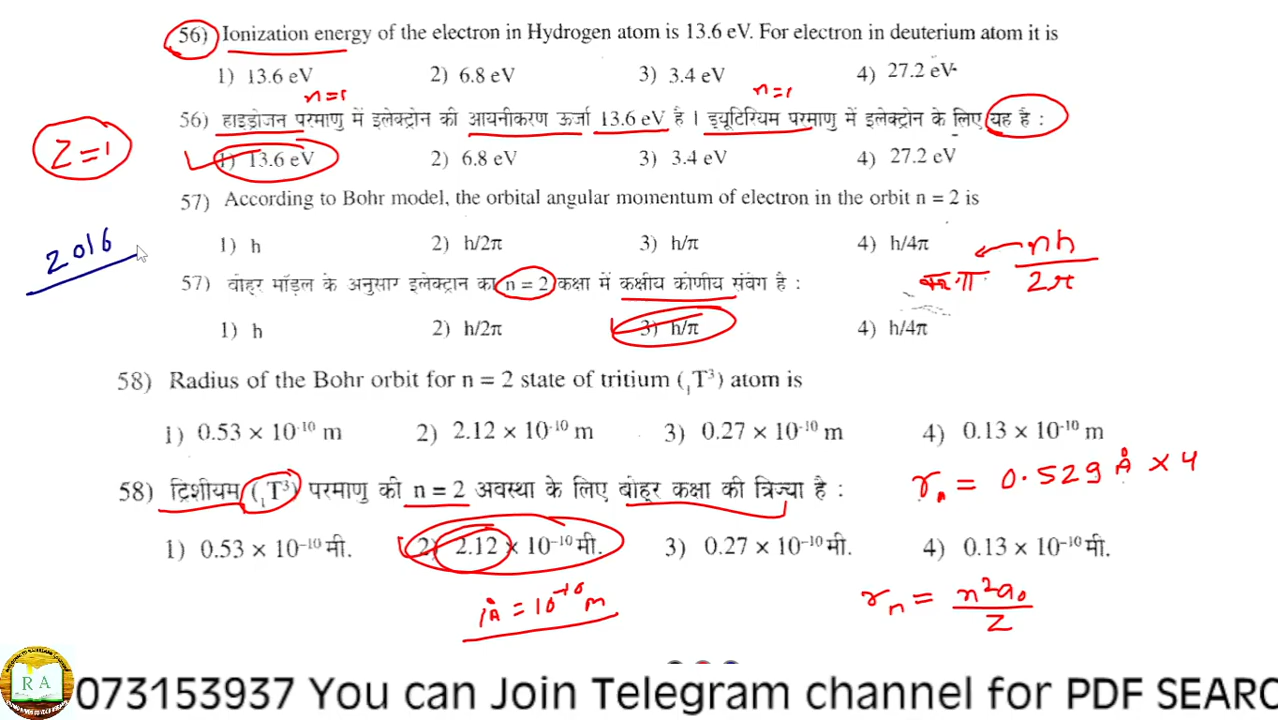 56) Ionization energy of the electron in Hydrogen atom is 13.6 eV. For electron in deuterium atom it is
1) 13.6 eV 2) 6.8 eV 3) 3.4 eV 4) 27.2 eV
n=1 n=1
56) हाइड्रोजन परमाणु में इलेक्ट्रोन की आयनीकरण ऊर्जा 13.6 eV है । ड्यूटिरियम परमाणु में इलेक्ट्रोन के लिए यह है :
Z=1
1) 13.6 eV 2) 6.8 eV 3) 3.4 eV 4) 27.2 eV
57) According to Bohr model, the orbital angular momentum of electron in the orbit n = 2 is
2016
1) h 2) h/2π 3) h/π 4) h/4π
nh
2π
57) बोहर मॉडल के अनुसार इलेक्ट्रान का n = 2 कक्षा में कक्षीय कोणीय संवेग है :
1) h 2) h/2π 3) h/π 4) h/4π
58) Radius of the Bohr orbit for n = 2 state of tritium (₁T³) atom is
1) 0.53 × 10⁻¹⁰ m 2) 2.12 × 10⁻¹⁰ m 3) 0.27 × 10⁻¹⁰ m 4) 0.13 × 10⁻¹⁰ m
58) ट्रिशीयम (₁T³) परमाणु की n = 2 अवस्था के लिए बोहर कक्षा की त्रिज्या है :
rₙ = 0.529 Å × 4
1) 0.53 × 10⁻¹⁰ मी. 2) 2.12 × 10⁻¹⁰ मी. 3) 0.27 × 10⁻¹⁰ मी. 4) 0.13 × 10⁻¹⁰ मी.
1Å = 10⁻¹⁰ m
rₙ = n²a₀
Z
R A
073153937 You can Join Telegram channel for PDF SEARC